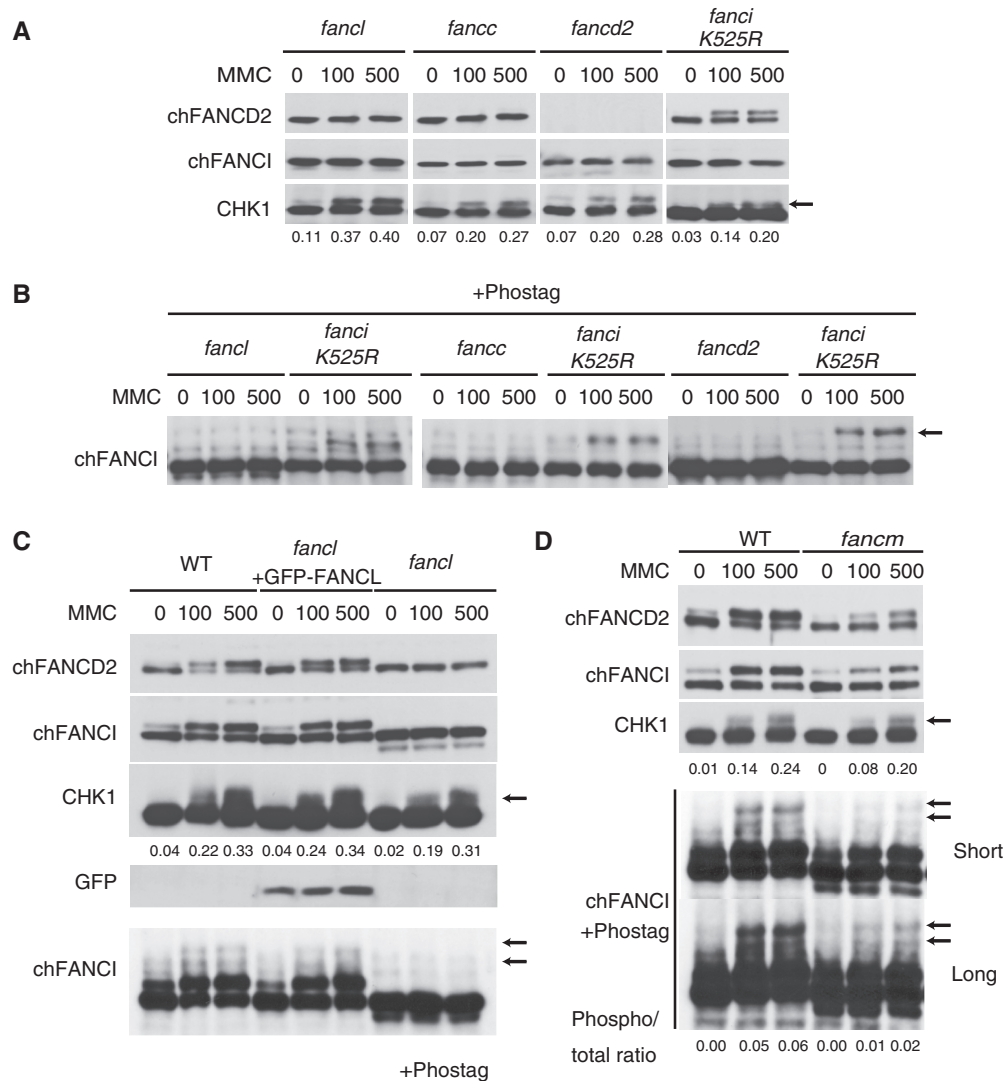 A
fancl fancc fancd2 fanci K525R
MMC 0 100 500 0 100 500 0 100 500 0 100 500
chFANCD2
chFANCI
CHK1
0.11 0.37 0.40 0.07 0.20 0.27 0.07 0.20 0.28 0.03 0.14 0.20
B
+Phostag
fancl fanci K525R fancc fanci K525R fancd2 fanci K525R
MMC 0 100 500 0 100 500 0 100 500 0 100 500 0 100 500 0 100 500
chFANCI
C
WT fancl +GFP-FANCL fancl
MMC 0 100 500 0 100 500 0 100 500
chFANCD2
chFANCI
CHK1
0.04 0.22 0.33 0.04 0.24 0.34 0.02 0.19 0.31
GFP
chFANCI
+Phostag
D
WT fancm
MMC 0 100 500 0 100 500
chFANCD2
chFANCI
CHK1
0.01 0.14 0.24 0 0.08 0.20
Short
chFANCI
+Phostag
Long
Phospho/
total ratio 0.00 0.05 0.06 0.00 0.01 0.02